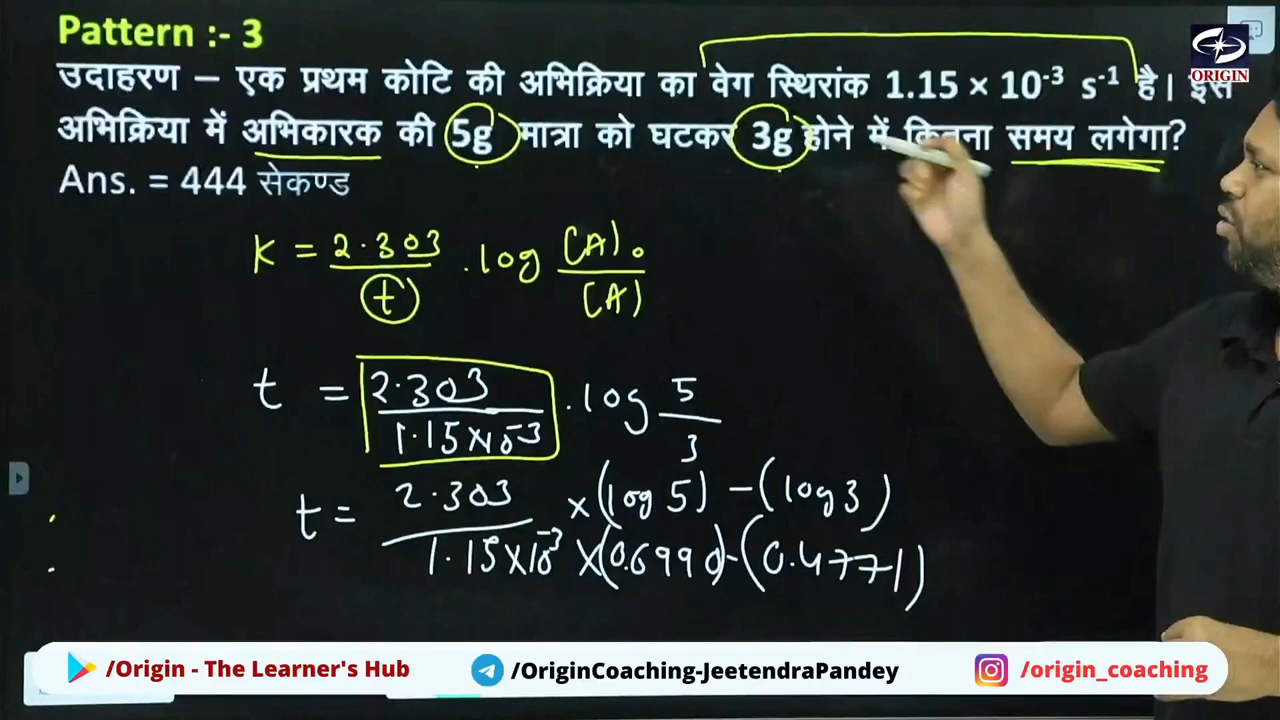 Pattern :- 3
ORIGIN
उदाहरण – एक प्रथम कोटि की अभिक्रिया का वेग स्थिरांक 1.15 × 10⁻³ s⁻¹ है। इस
अभिक्रिया में अभिकारक की 5g मात्रा को घटकर 3g होने में कितना समय लगेगा?
Ans. = 444 सेकण्ड
K = 2.303 / t . log [A]₀ / [A]
t = 2.303 / 1.15×10⁻³ . log 5 / 3
t = 2.303 / 1.15×10⁻³ × (log 5) – (log 3)
× (0.6990) – (0.4771)
/Origin - The Learner's Hub
/OriginCoaching-JeetendraPandey
/origin_coaching